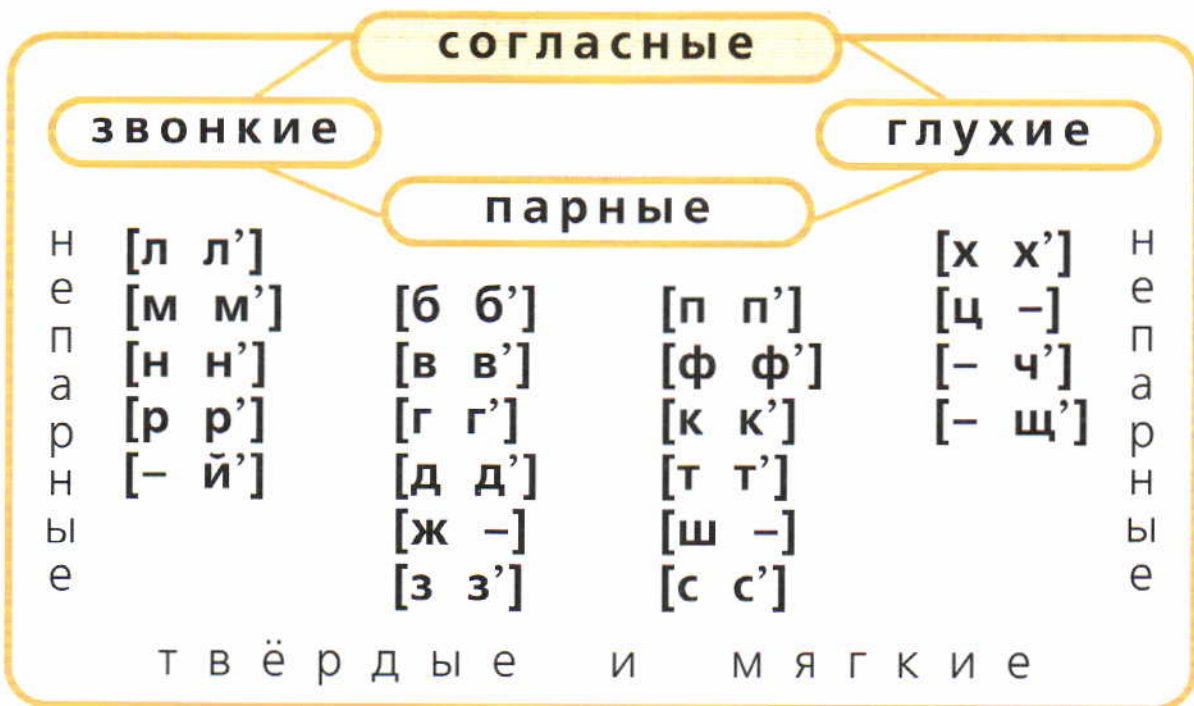 согласные
звонкие
глухие
парные
непарные
[л л’]
[м м’]
[н н’]
[р р’]
[– й’]
[б б’]
[в в’]
[г г’]
[д д’]
[ж –]
[з з’]
[п п’]
[ф ф’]
[к к’]
[т т’]
[ш –]
[с с’]
[х х’]
[ц –]
[– ч’]
[– щ’]
непарные
твёрдые и мягкие